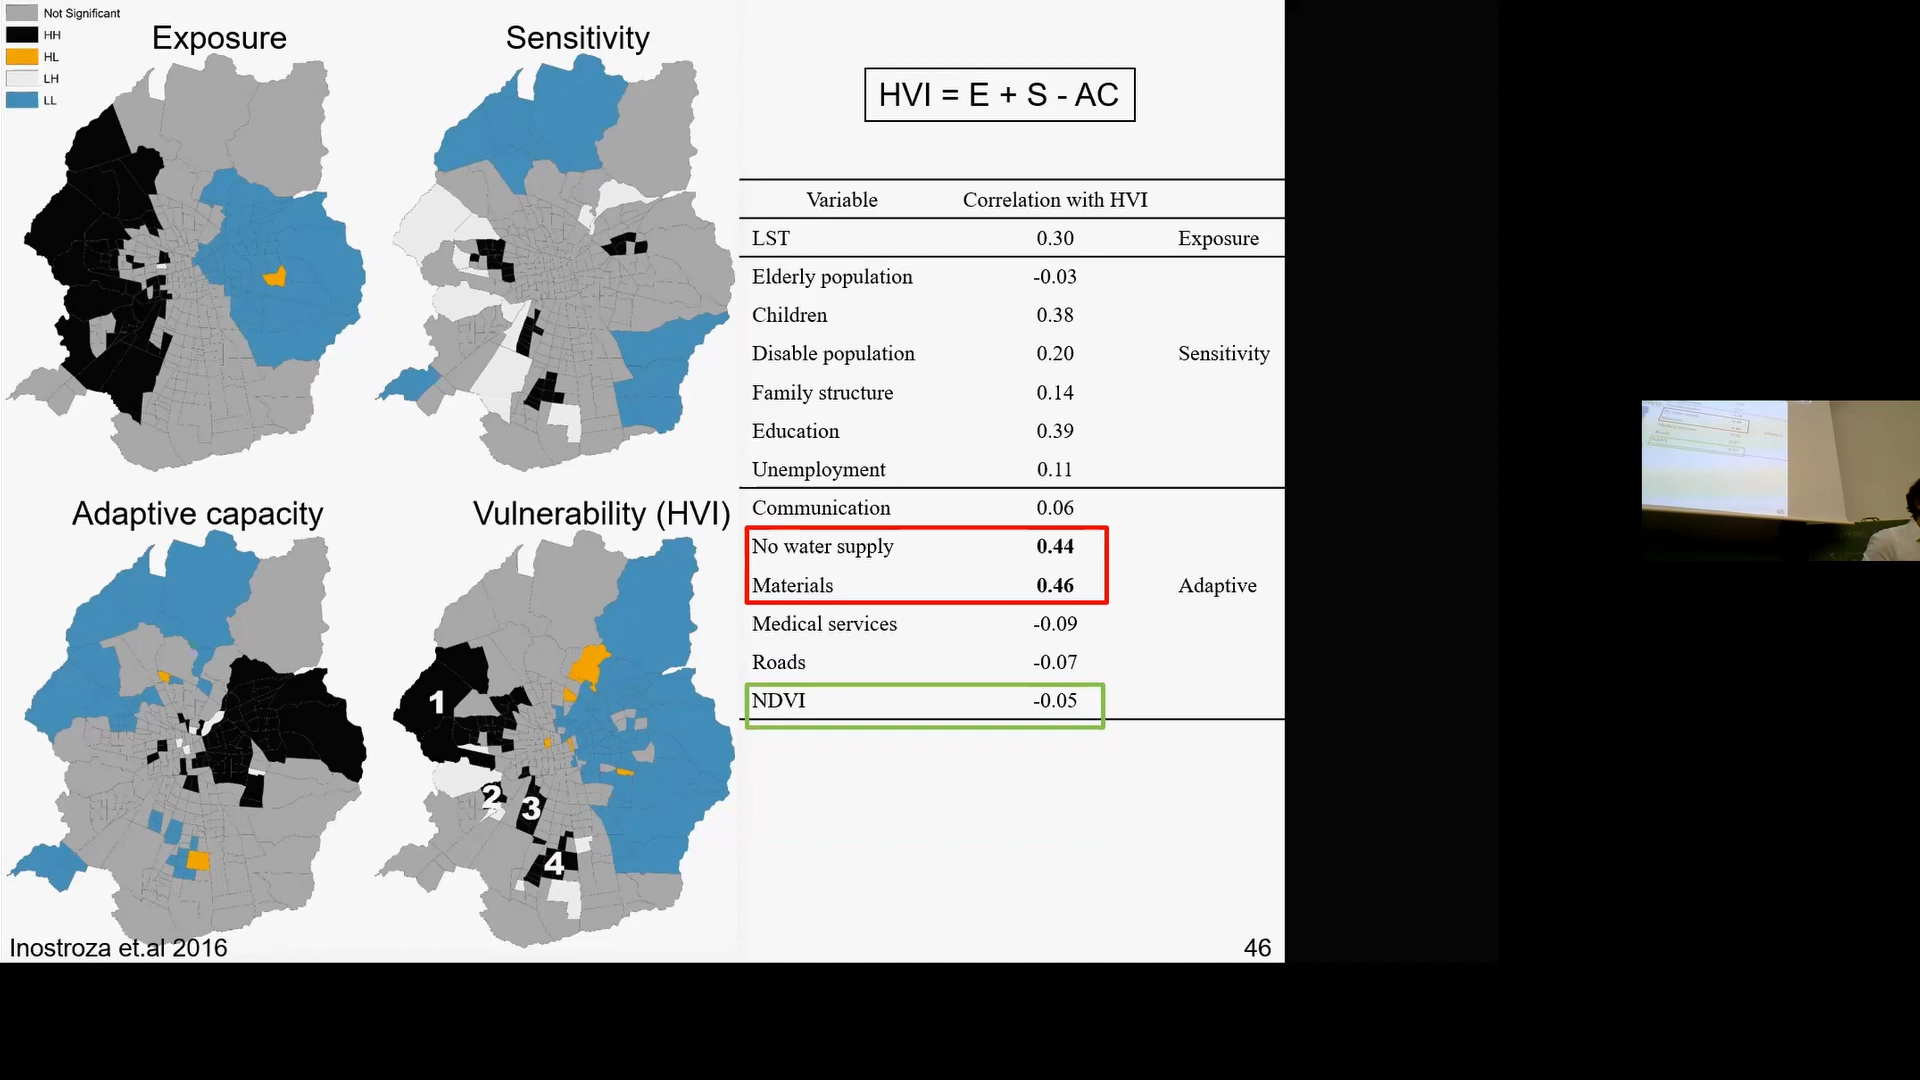 Not Significant
HH
HL
LH
LL
Exposure
Sensitivity
Adaptive capacity
Vulnerability (HVI)
1
2
3
4
Inostroza et.al 2016
HVI = E + S - AC
Variable Correlation with HVI
LST 0.30 Exposure
Elderly population -0.03
Children 0.38
Disable population 0.20 Sensitivity
Family structure 0.14
Education 0.39
Unemployment 0.11
Communication 0.06
No water supply 0.44
Materials 0.46 Adaptive
Medical services -0.09
Roads -0.07
NDVI -0.05
46